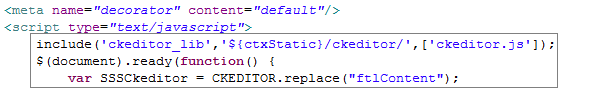 <meta name="decorator" content="default"/>
<script type="text/javascript">
include('ckeditor_lib','${ctxStatic}/ckeditor/',['ckeditor.js']);
$(document).ready(function() {
var SSSCkeditor = CKEDITOR.replace("ftlContent");